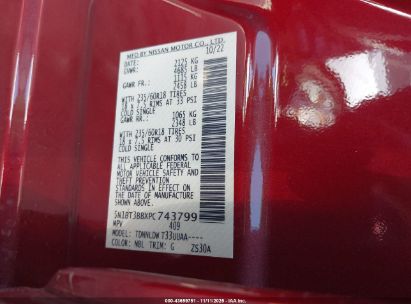 MFD BY NISSAN MOTOR CO., LTD.
10/22
DATE: 2125 KG
GVWR: 4685 LB
GAWR FR.: 1115 KG
2458 LB
WITH 235/60R18 TIRES
18 X 7.5 RIMS AT 33 PSI
COLD SINGLE
GAWR RR.: 1065 KG
2348 LB
WITH 235/60R18 TIRES
18 X 7.5 RIMS AT 30 PSI
COLD SINGLE
THIS VEHICLE CONFORMS TO
ALL APPLICABLE FEDERAL
MOTOR VEHICLE SAFETY AND
THEFT PREVENTION
STANDARDS IN EFFECT ON
THE DATE OF MANUFACTURE
SHOWN ABOVE.
5N1BT3BBXPC743799
MPV 409
MODEL:
COLOR: NBL TRIM: G ZS30A